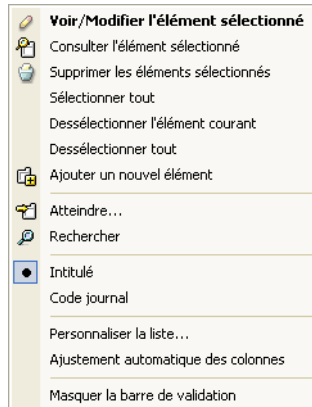 Voir/Modifier l'élément sélectionné
Consulter l'élément sélectionné
Supprimer les éléments sélectionnés
Sélectionner tout
Dessélectionner l'élément courant
Dessélectionner tout
Ajouter un nouvel élément
Atteindre...
Rechercher
Intitulé
Code journal
Personnaliser la liste...
Ajustement automatique des colonnes
Masquer la barre de validation